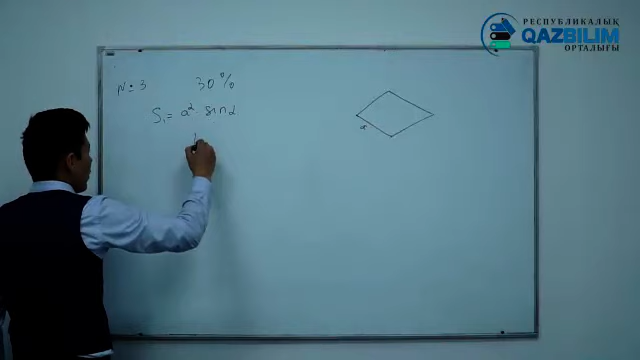 РЕСПУБЛИКАЛЫҚ
QAZBILIM
ОРТАЛЫҒЫ
№ 3 30%
S₁ = a² · sin α
a